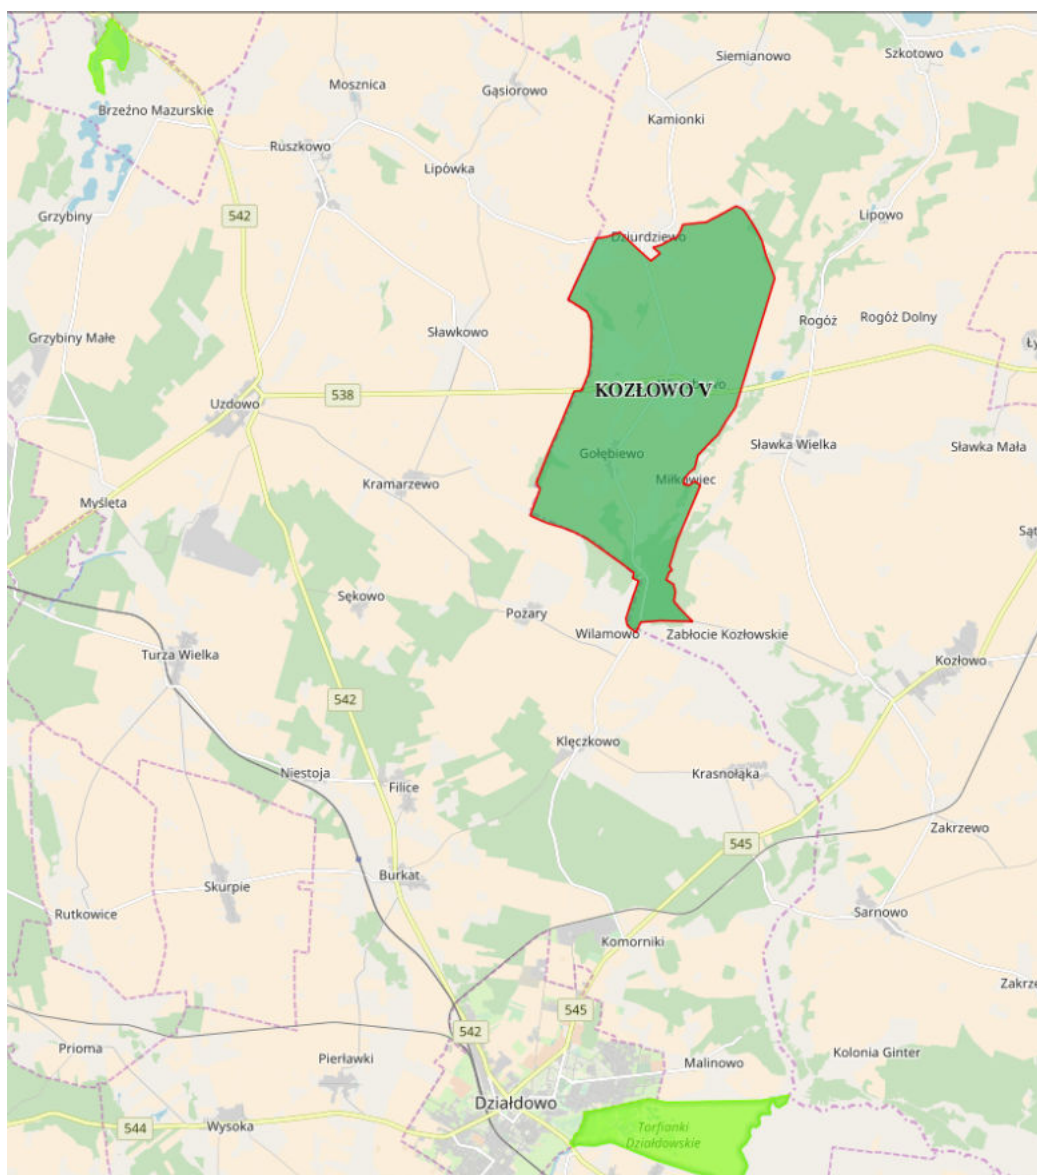 Siemianowo
Szkotowo
Mosznica
Gąsiorowo
Brzeźno Mazurskie
Kamionki
Ruszkowo
Lipówka
542
Grzybiny
Lipowo
Dziurdziewo
Rogóż Dolny
Rogóż
Sławkowo
Grzybiny Małe
KOZŁOWO V
538
Uzdowo
Sławka Wielka
Sławka Mała
Gołębiewo
Kramarzewo
Miłkowiec
Myślęta
Sękowo
Pożary
Wilamowo
Zabłocie Kozłowskie
Turza Wielka
Kozłowo
542
Klęczkowo
Niestoja
Krasnołąka
Filice
Zakrzewo
545
Burkat
Skurpie
Rutkowice
Sarnowo
Komorniki
Zakrze
545
542
Prioma
Pierławki
Malinowo
Kolonia Ginter
Działdowo
544
Wysoka
Torfianki
Działdowskie